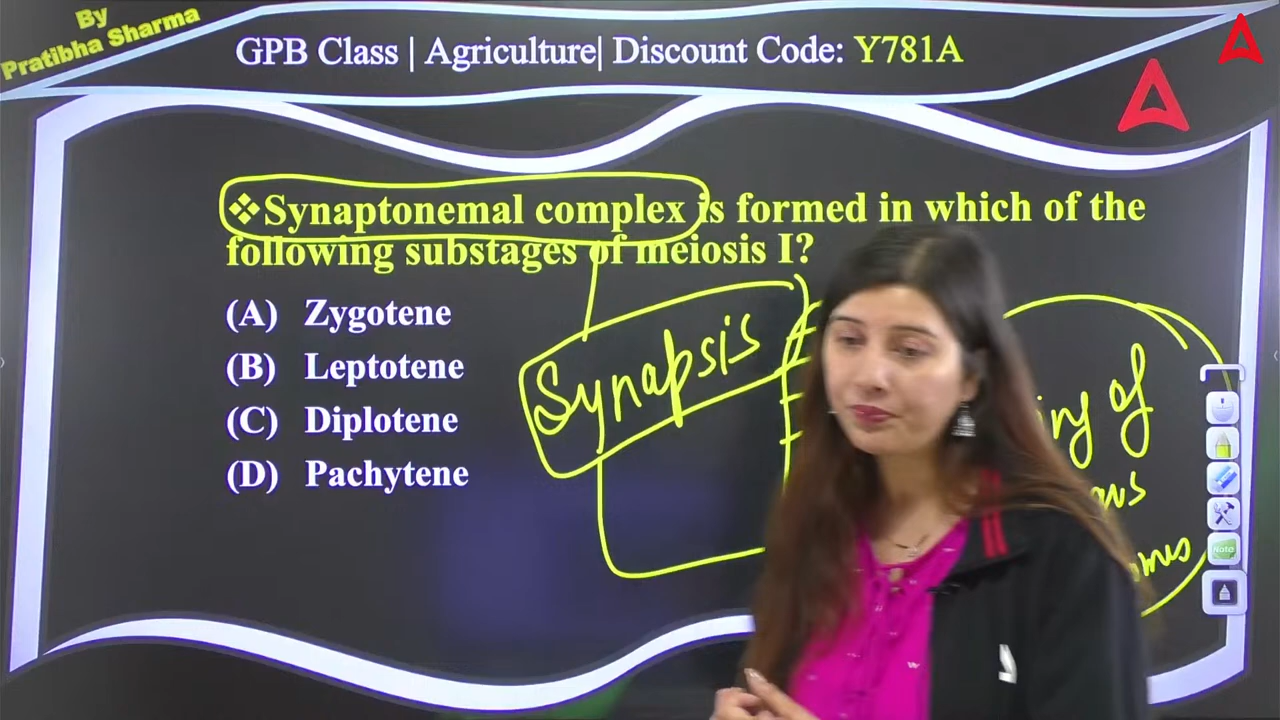 By
Pratibha Sharma
GPB Class | Agriculture| Discount Code: Y781A
❖Synaptonemal complex is formed in which of the
following substages of meiosis I?
(A) Zygotene
(B) Leptotene
(C) Diplotene
(D) Pachytene
Synapsis
of
Note